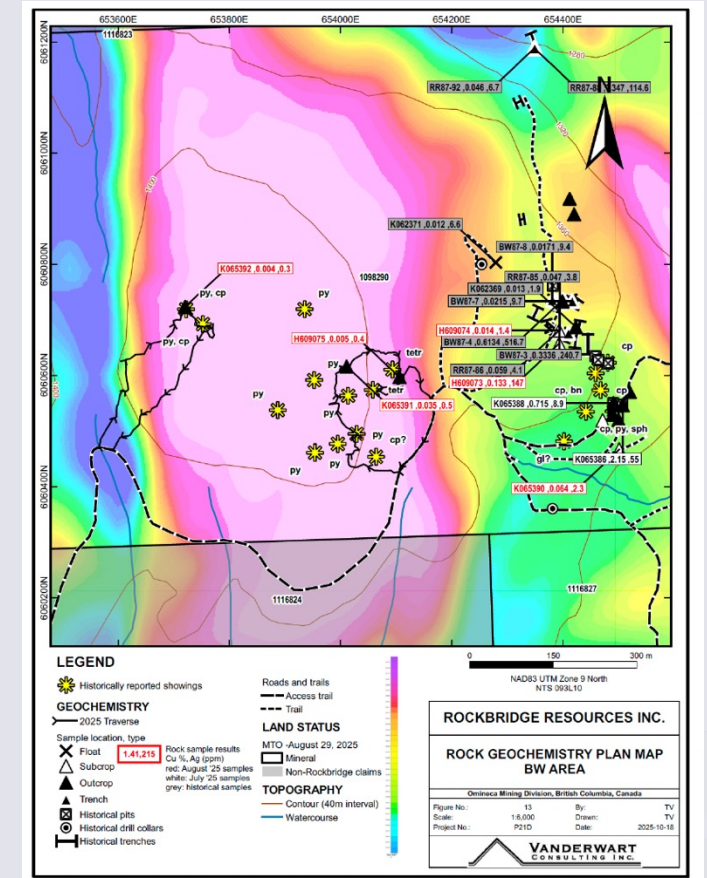 653600E 653800E 654000E 654200E 654400E
6061200N
6061000N
6060800N
6060600N
6060400N
6060200N
1116823
1280
1320
1360
1400
N
H
H
RR87-92 ,0.046 ,6.7
K062371 ,0.012 ,6.6
BW87-8 ,0.0171 ,9.4
K065392 ,0.004 ,0.3
1098290
RR87-85 ,0.047 ,3.8
K062369 ,0.013 ,1.9
BW87-7 ,0.0215 ,9.7
py, cp
py
H609075 ,0.005 ,0.4
H609074 ,0.014 ,1.4
BW87-4 ,0.6134 ,516.7
BW87-3 ,0.3336 ,240.7
py, cp
tetr
cp
RR87-86 ,0.059 ,4.1
H609073 ,0.133 ,147
py
tetr
py
K065391 ,0.035 ,0.5
cp, bn
K065388 ,0.715 ,8.9
py
py
cp?
cp, py, sph
gl?
K065386 ,2.15 ,55
py
py
K065390 ,0.064 ,2.3
1116824
1116827
LEGEND
Historically reported showings
GEOCHEMISTRY
2025 Traverse
Sample location, type
Float
Subcrop
Outcrop
Trench
Historical pits
Historical drill collars
Historical trenches
1.41,215
Rock sample results
Cu %, Ag (ppm)
red: August '25 samples
white: July '25 samples
grey: historical samples
Roads and trails
Access trail
Trail
LAND STATUS
MTO -August 29, 2025
Mineral
Non-Rockbridge claims
TOPOGRAPHY
Contour (40m interval)
Watercourse
0 150 300 m
NAD83 UTM Zone 9 North
NTS 093L10
ROCKBRIDGE RESOURCES INC.
ROCK GEOCHEMISTRY PLAN MAP
BW AREA
Omineca Mining Division, British Columbia, Canada
Figure No.: 13 By: TV
Scale: 1:6,000 Drawn: TV
Project No.: P21D Date: 2025-10-18
VANDERWART
CONSULTING INC.